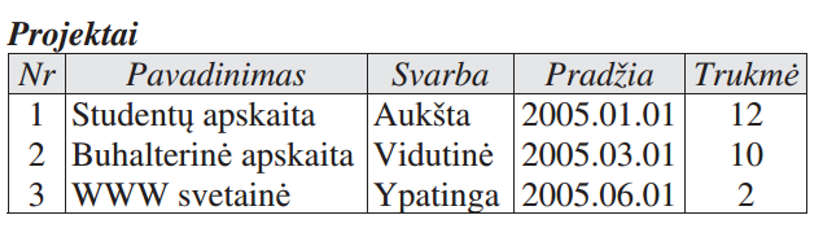 Projektai
Nr Pavadinimas Svarba Pradžia Trukmė
1 Studentų apskaita Aukšta 2005.01.01 12
2 Buhalterinė apskaita Vidutinė 2005.03.01 10
3 WWW svetainė Ypatinga 2005.06.01 2